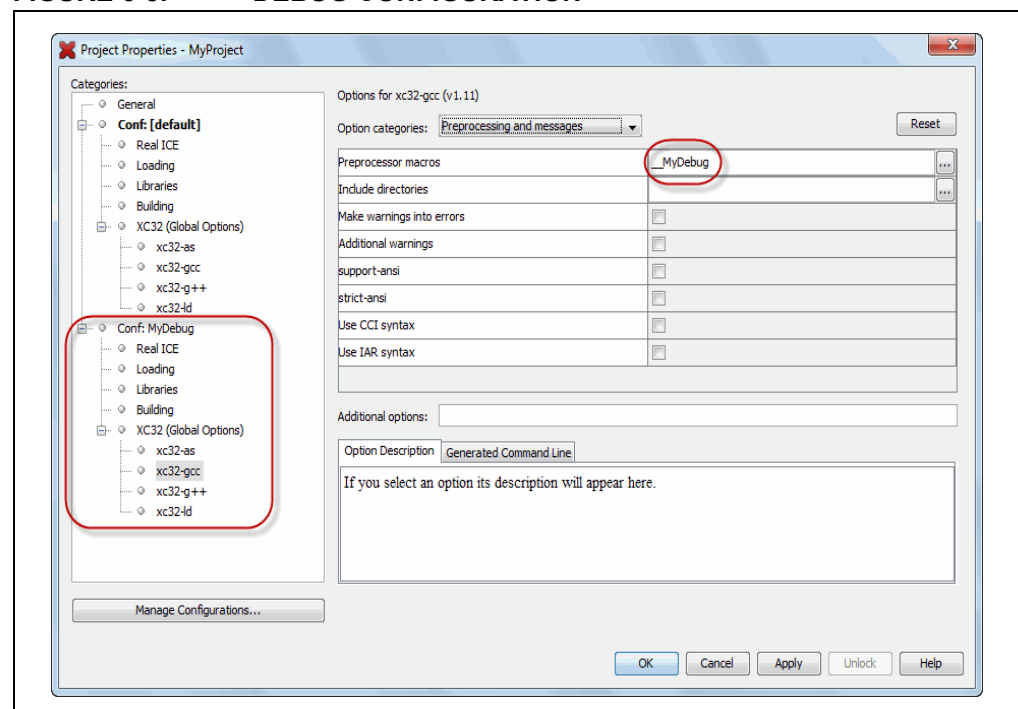 Project Properties - MyProject
Categories:
General
Conf: [default]
Real ICE
Loading
Libraries
Building
XC32 (Global Options)
xc32-as
xc32-gcc
xc32-g++
xc32-ld
Conf: MyDebug
Real ICE
Loading
Libraries
Building
XC32 (Global Options)
xc32-as
xc32-gcc
xc32-g++
xc32-ld
Manage Configurations...
Options for xc32-gcc (v1.11)
Option categories: Preprocessing and messages Reset
Preprocessor macros __MyDebug ...
Include directories ...
Make warnings into errors
Additional warnings
support-ansi
strict-ansi
Use CCI syntax
Use IAR syntax
Additional options:
Option Description Generated Command Line
If you select an option its description will appear here.
OK Cancel Apply Unlock Help